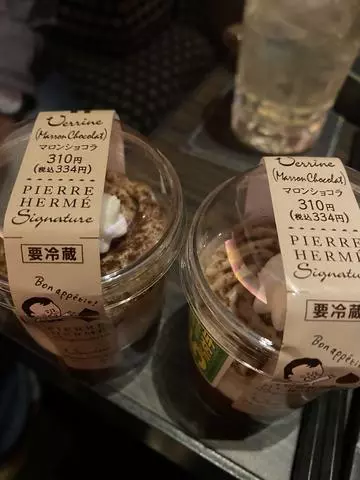 Verrine
(Marron Chocolat)
マロンショコラ
310円
(税込334円)
PIERRE
HERMÉ
Signature
要冷蔵
Bon appétit!
Verrine
(Marron Chocolat)
マロンショコラ
310円
(税込334円)
PIERRE
HERMÉ
Signature
要冷蔵
Bon appétit!